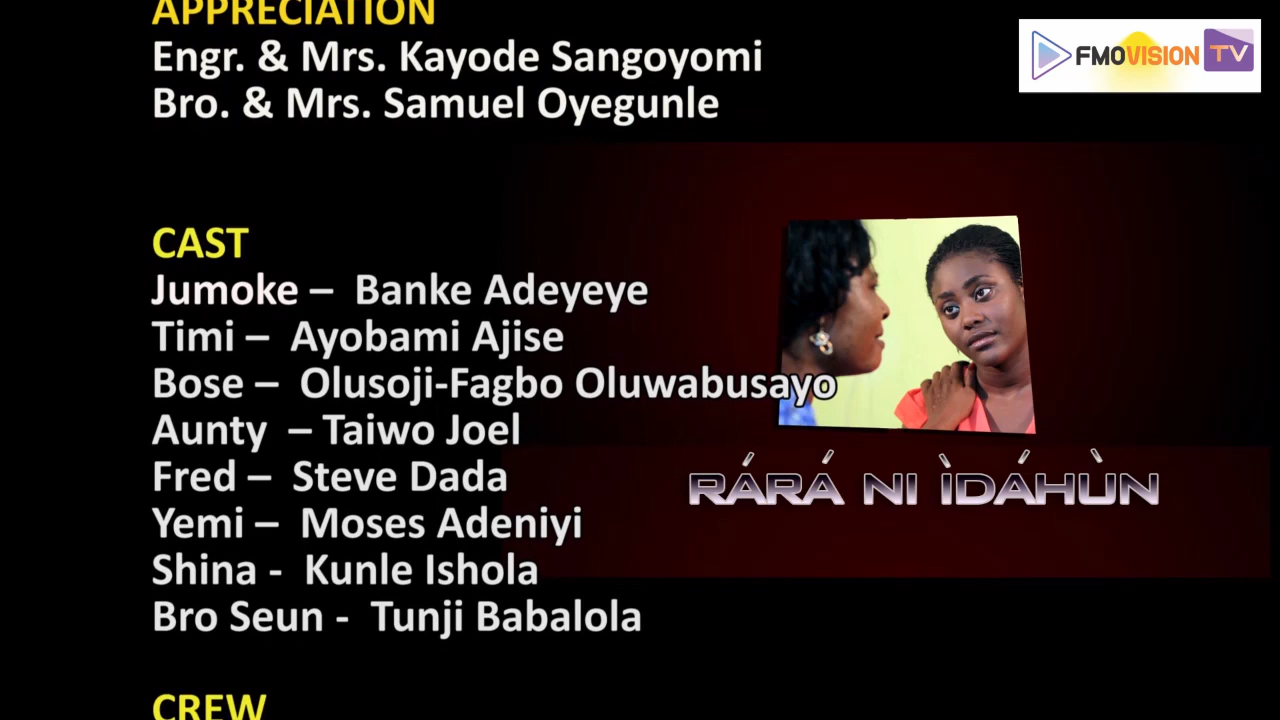 APPRECIATION
Engr. & Mrs. Kayode Sangoyomi
Bro. & Mrs. Samuel Oyegunle
FMOVISION TV
CAST
Jumoke – Banke Adeyeye
Timi – Ayobami Ajise
Bose – Olusoji-Fagbo Oluwabusayo
Aunty – Taiwo Joel
Fred – Steve Dada
Yemi – Moses Adeniyi
Shina - Kunle Ishola
Bro Seun - Tunji Babalola
RÁRÁ NI ÌDÁHÙN
CREW